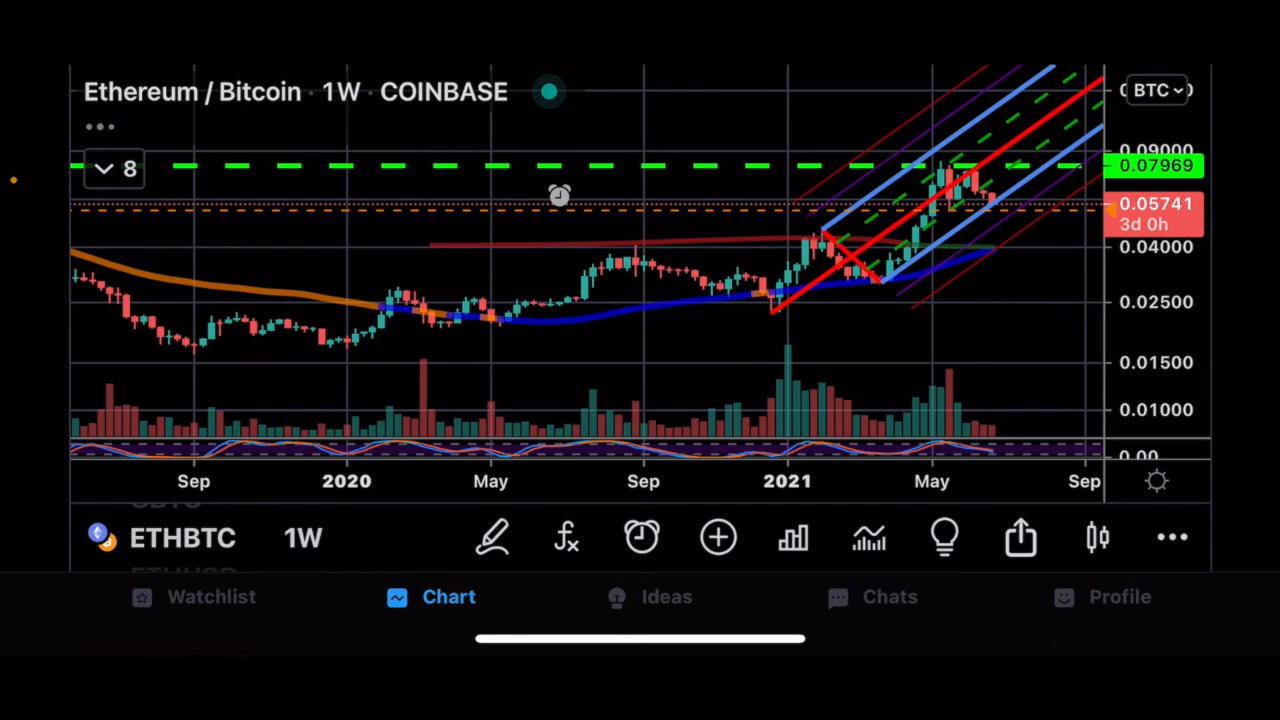 Ethereum / Bitcoin · 1W · COINBASE
BTC
8
0.09000
0.07969
0.05741
3d 0h
0.04000
0.02500
0.01500
0.01000
0.00
Sep 2020 May Sep 2021 May Sep
ETHBTC 1W
Watchlist Chart Ideas Chats Profile